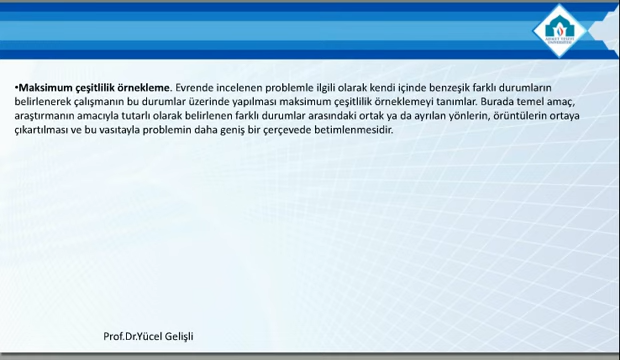 •Maksimum çeşitlilik örnekleme. Evrende incelenen problemle ilgili olarak kendi içinde benzeşik farklı durumların
belirlenerek çalışmanın bu durumlar üzerinde yapılması maksimum çeşitlilik örneklemeyi tanımlar. Burada temel amaç,
araştırmanın amacıyla tutarlı olarak belirlenen farklı durumlar arasındaki ortak ya da ayrılan yönlerin, örüntülerin ortaya
çıkartılması ve bu vasıtayla problemin daha geniş bir çerçevede betimlenmesidir.
Prof.Dr.Yücel Gelişli